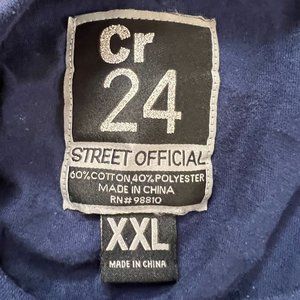 Cr
24
STREET OFFICIAL
60% COTTON 40% POLYESTER
MADE IN CHINA
RN# 98810
XXL
MADE IN CHINA